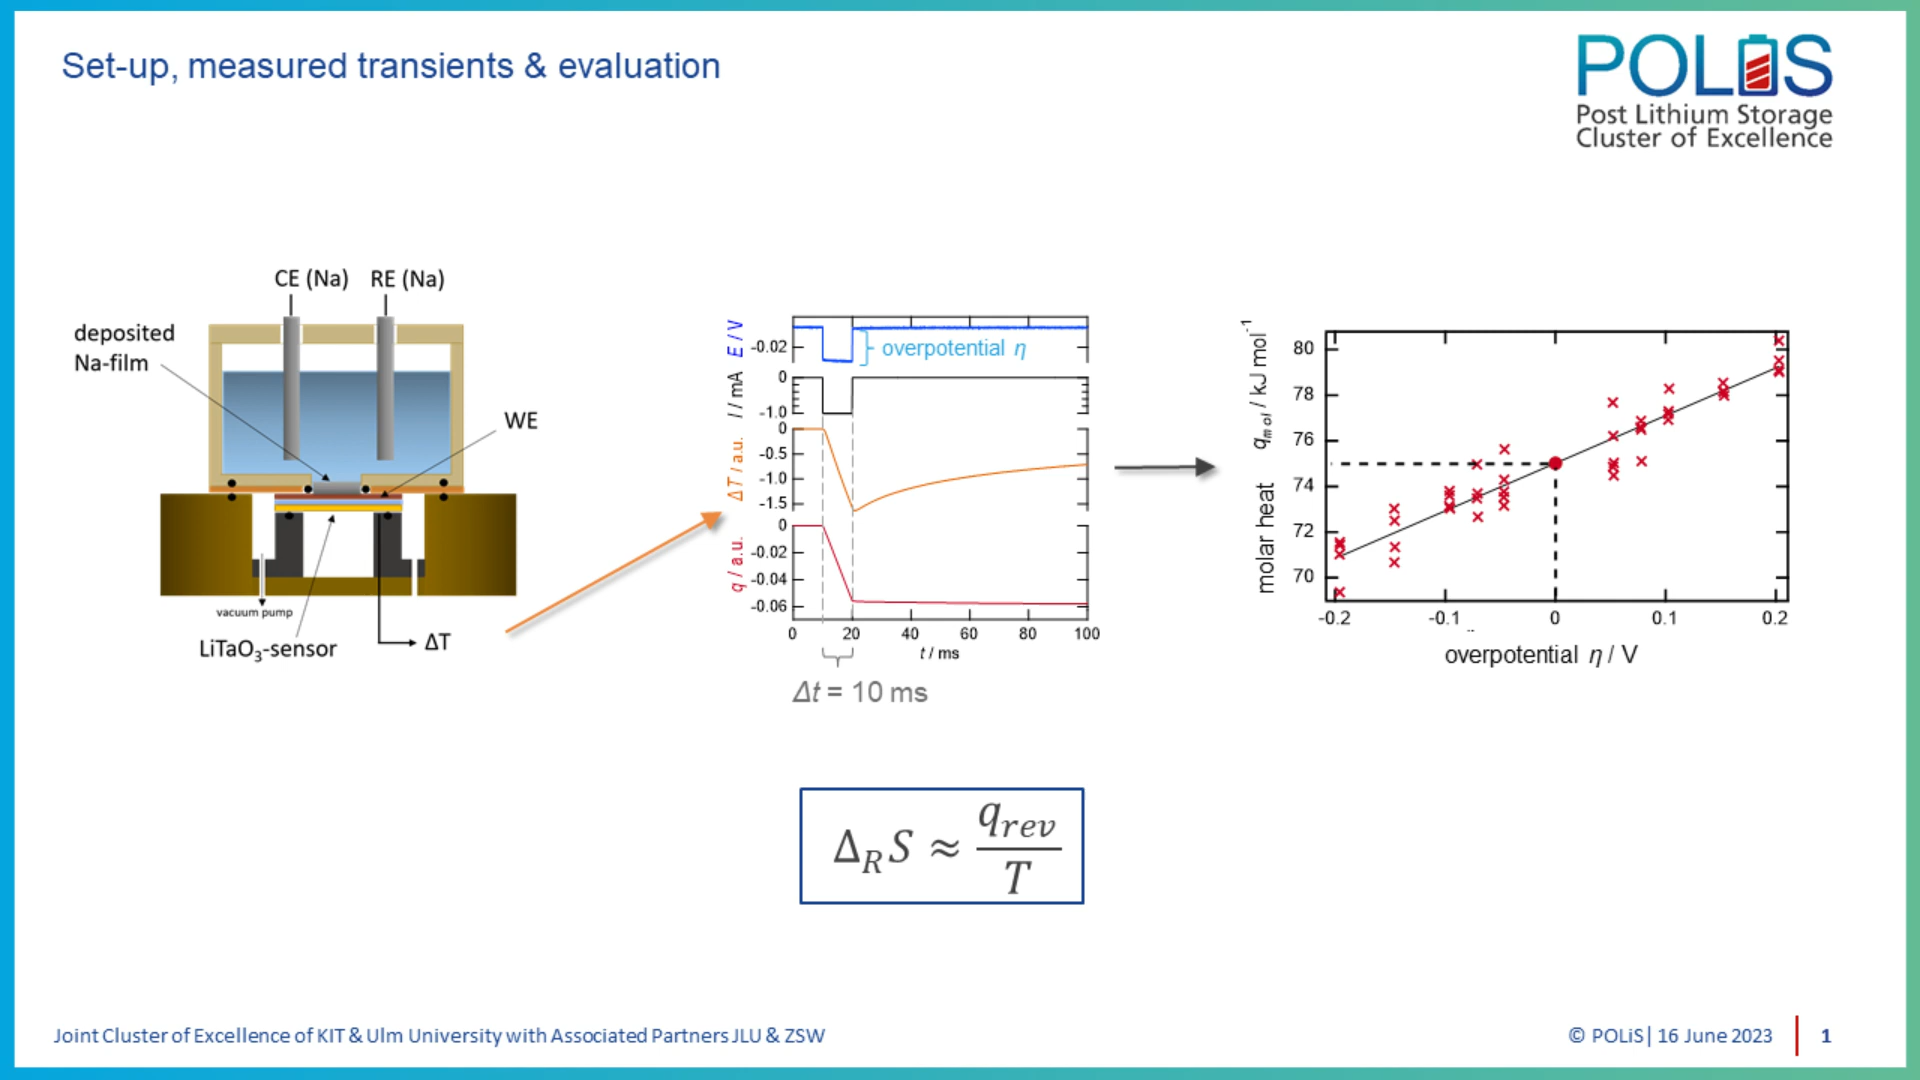 Set-up, measured transients & evaluation
POLiS
Post Lithium Storage
Cluster of Excellence
CE (Na) RE (Na)
deposited
Na-film
WE
vacuum pump
LiTaO₃-sensor
ΔT
E / V
-0.02
overpotential η
I / mA
0
-1.0
ΔT / a.u.
0
-0.5
-1.0
-1.5
q / a.u.
0
-0.02
-0.04
-0.06
0 20 40 60 80 100
t / ms
Δt = 10 ms
molar heat qmol / kJ mol⁻¹
80
78
76
74
72
70
-0.2 -0.1 0 0.1 0.2
overpotential η / V
ΔRS ≈ qrev / T
Joint Cluster of Excellence of KIT & Ulm University with Associated Partners JLU & ZSW
© POLiS| 16 June 2023 1